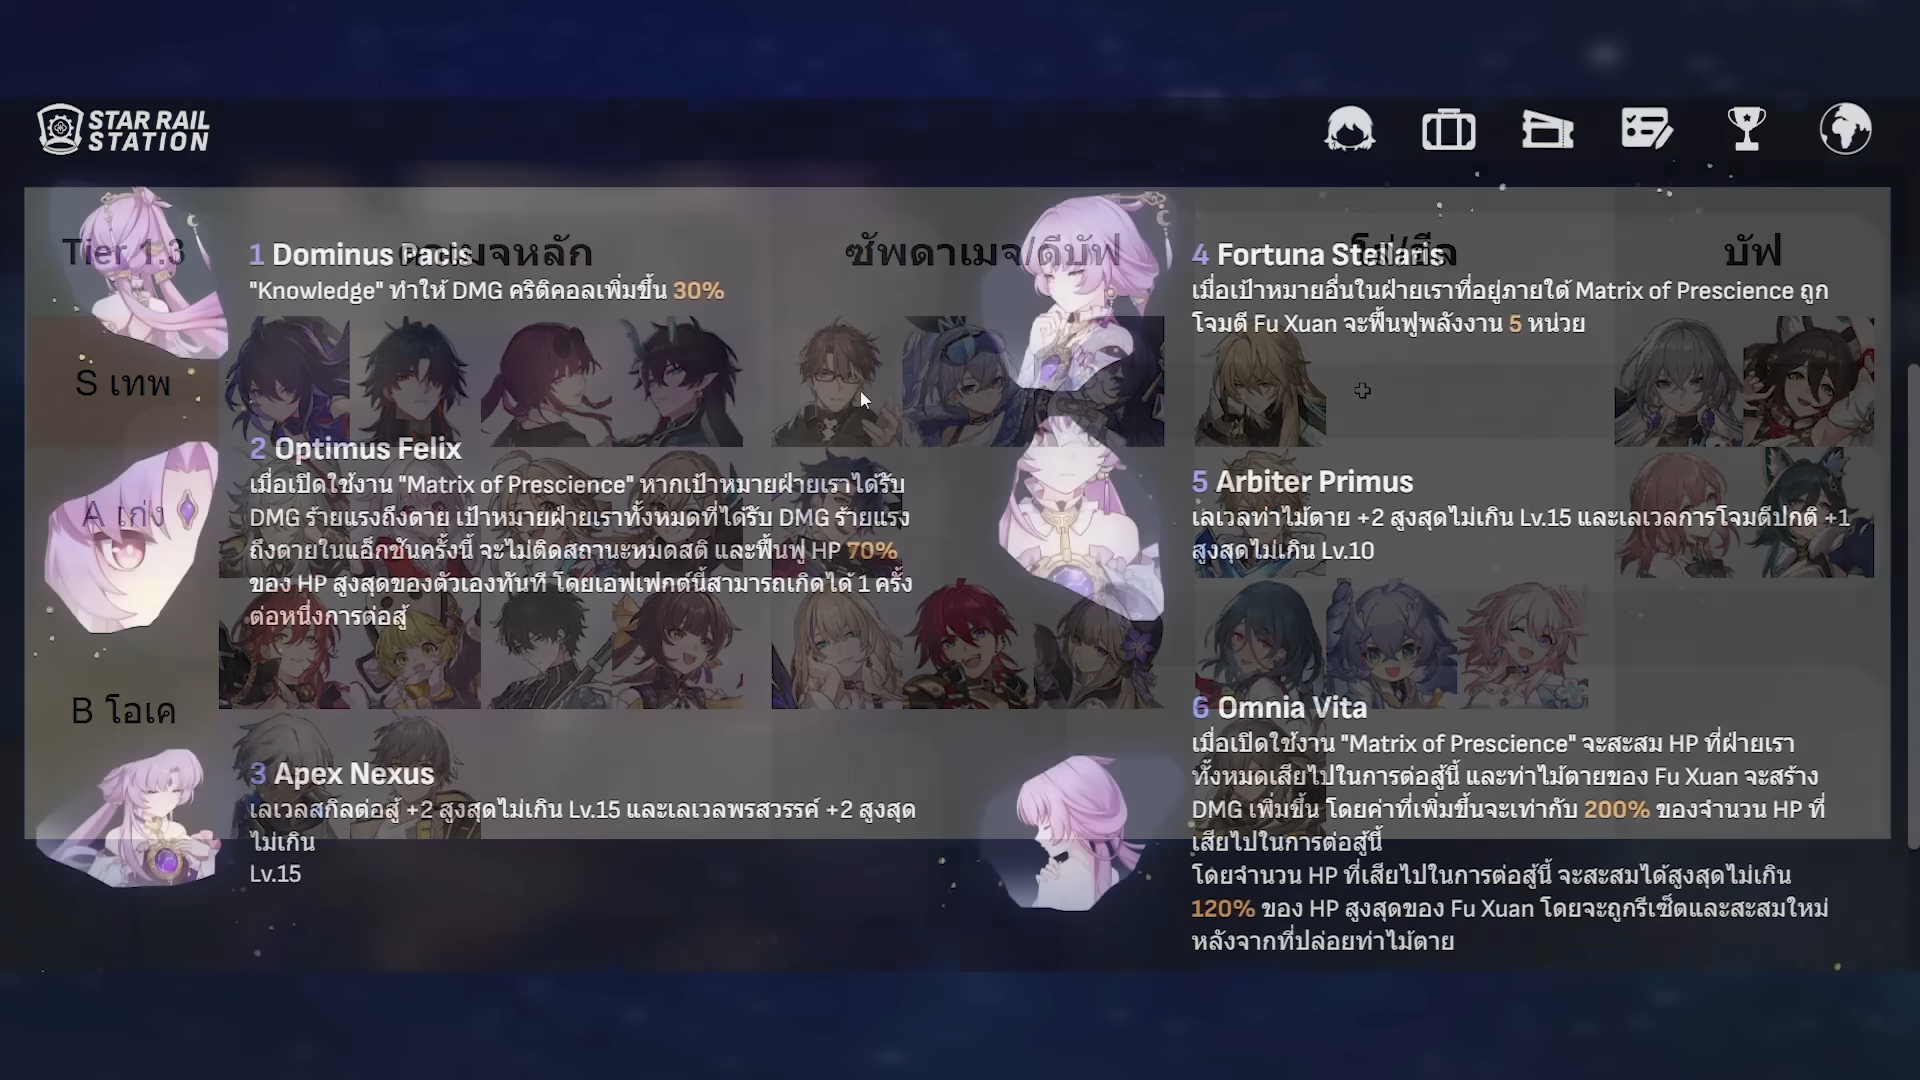 STAR RAIL
STATION
Tier 1.3
ซัพดาเมจ/ดีบัฟ
บัฟ
S เทพ
A เก่ง
B โอเค
1 Dominus Pacis
"Knowledge" ทำให้ DMG คริติคอลเพิ่มขึ้น 30%
2 Optimus Felix
เมื่อเปิดใช้งาน "Matrix of Prescience" หากเป้าหมายฝ่ายเราได้รับ
DMG ร้ายแรงถึงตาย เป้าหมายฝ่ายเราทั้งหมดที่ได้รับ DMG ร้ายแรง
ถึงตายในแอ็กชันครั้งนี้ จะไม่ติดสถานะหมดสติ และฟื้นฟู HP 70%
ของ HP สูงสุดของตัวเองทันที โดยเอฟเฟกต์นี้สามารถเกิดได้ 1 ครั้ง
ต่อหนึ่งการต่อสู้
3 Apex Nexus
เลเวลสกิลต่อสู้ +2 สูงสุดไม่เกิน Lv.15 และเลเวลพรสวรรค์ +2 สูงสุด
ไม่เกิน
Lv.15
4 Fortuna Stellaris
เมื่อเป้าหมายอื่นในฝ่ายเราที่อยู่ภายใต้ Matrix of Prescience ถูก
โจมตี Fu Xuan จะฟื้นฟูพลังงาน 5 หน่วย
5 Arbiter Primus
เลเวลท่าไม้ตาย +2 สูงสุดไม่เกิน Lv.15 และเลเวลการโจมตีปกติ +1
สูงสุดไม่เกิน Lv.10
6 Omnia Vita
เมื่อเปิดใช้งาน "Matrix of Prescience" จะสะสม HP ที่ฝ่ายเรา
ทั้งหมดเสียไปในการต่อสู้นี้ และท่าไม้ตายของ Fu Xuan จะสร้าง
DMG เพิ่มขึ้น โดยค่าที่เพิ่มขึ้นจะเท่ากับ 200% ของจำนวน HP ที่
เสียไปในการต่อสู้นี้
โดยจำนวน HP ที่เสียไปในการต่อสู้นี้ จะสะสมได้สูงสุดไม่เกิน
120% ของ HP สูงสุดของ Fu Xuan โดยจะถูกรีเซ็ตและสะสมใหม่
หลังจากที่ปล่อยท่าไม้ตาย